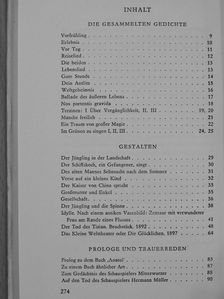 INHALT
DIE GESAMMELTEN GEDICHTE
Vorfrühling 9
Erlebnis 10
Vor Tag 11
Reiselied 12
Die beiden 13
Lebenslied 13
Gute Stunde 14
Dein Antlitz 15
Weltgeheimnis 16
Ballade des äußeren Lebens 17
Nox portentis gravida 18
Terzinen: I Über Vergänglichkeit, II, III 19, 20
Manche freilich 21
Ein Traum von großer Magie 22
Im Grünen zu singen I, II, III 24, 25
GESTALTEN
Der Jüngling in der Landschaft 29
Der Schiffskoch, ein Gefangener, singt 30
Des alten Mannes Sehnsucht nach dem Sommer 31
Verse auf ein kleines Kind 32
Der Kaiser von China spricht 33
Großmutter und Enkel 35
Gesellschaft 37
Der Jüngling und die Spinne 38
Idylle. Nach einem antiken Vasenbild: Zentaur mit verwundeter
Frau am Rande eines Flusses 41
Der Tod des Tizian. Bruchstück. 1892 48
Das Kleine Welttheater oder Die Glücklichen. 1897 64
PROLOGE UND TRAUERREDEN
Prolog zu dem Buch ‚Anatol' 83
Zu einem Buch ähnlicher Art 85
Zum Gedächtnis des Schauspielers Mitterwurzer 88
Auf den Tod des Schauspielers Hermann Müller 90
274